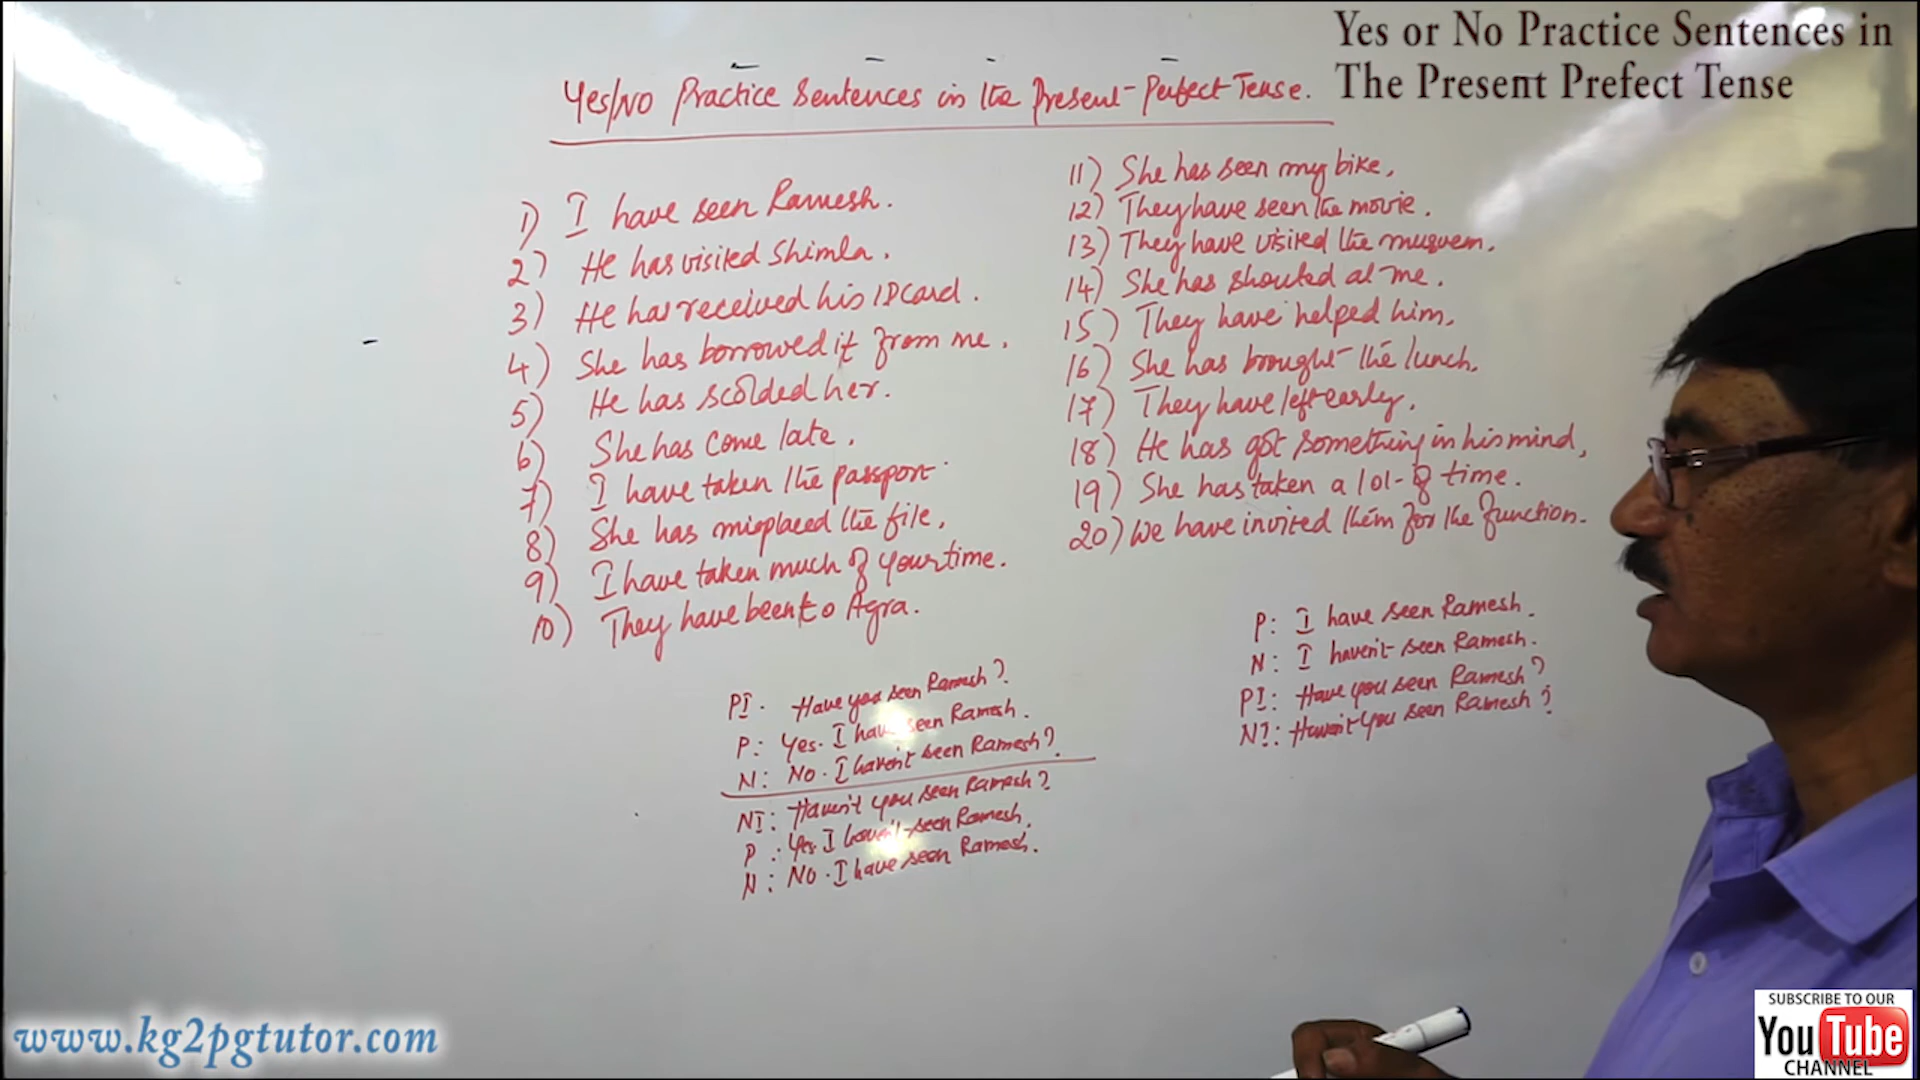 Yes or No Practice Sentences in
The Present Prefect Tense
Yes/No Practice Sentences in the Present-Perfect Tense.
1) I have seen Ramesh.
2) He has visited Shimla.
3) He has received his ID card.
4) She has borrowed it from me.
5) He has scolded her.
6) She has come late.
7) I have taken the passport.
8) She has misplaced the file.
9) I have taken much of your time.
10) They have been to Agra.
11) She has seen my bike.
12) They have seen the movie.
13) They have visited the musuem.
14) She has shouted at me.
15) They have helped him.
16) She has brought the lunch.
17) They have left early.
18) He has got something in his mind,
19) She has taken a lot of time.
20) We have invited them for the function.
PI. Have you seen Ramesh?
P: Yes. I have seen Ramesh.
N: No. I haven't seen Ramesh?
NI: Haven't you seen Ramesh?
P: Yes I haven't seen Ramesh.
N: No. I have seen Ramesh.
P: I have seen Ramesh.
N: I haven't seen Ramesh.
PI: Have you seen Ramesh?
NI: Haven't you seen Ramesh?
www.kg2pgtutor.com
SUBSCRIBE TO OUR
YouTube
CHANNEL